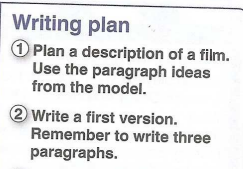 Writing plan
1 Plan a description of a film.
Use the paragraph ideas
from the model.
2 Write a first version.
Remember to write three
paragraphs.